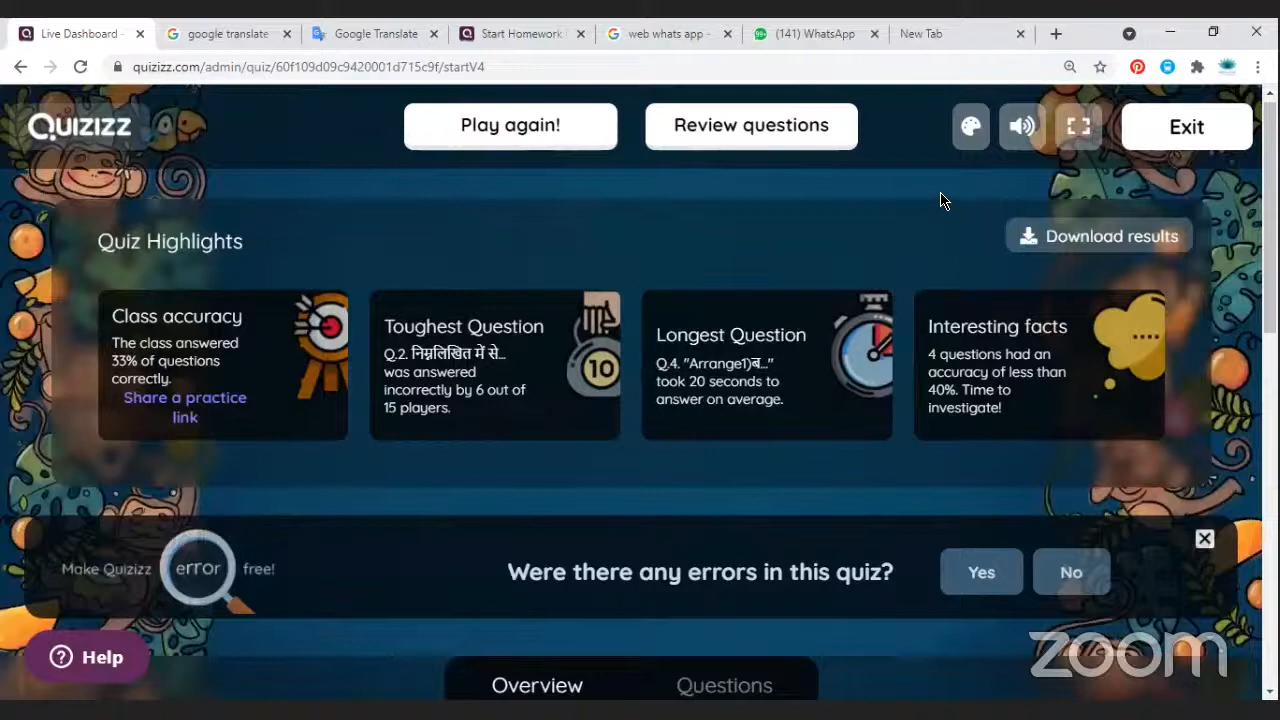 Live Dashboard -
google translate
Google Translate
Start Homework
web whats app -
(141) WhatsApp
New Tab
quizizz.com/admin/quiz/60f109d09c9420001d715c9f/startV4
QUIZIZZ
Play again!
Review questions
Exit
Quiz Highlights
Download results
Class accuracy
The class answered
33% of questions
correctly.
Share a practice
link
Toughest Question
Q.2. निम्नलिखित में से…
was answered
incorrectly by 6 out of
15 players.
10
Longest Question
Q.4. "Arrange1)ब…"
took 20 seconds to
answer on average.
Interesting facts
4 questions had an
accuracy of less than
40%. Time to
investigate!
Make Quizizz error free!
Were there any errors in this quiz?
Yes
No
Help
zoom
Overview
Questions